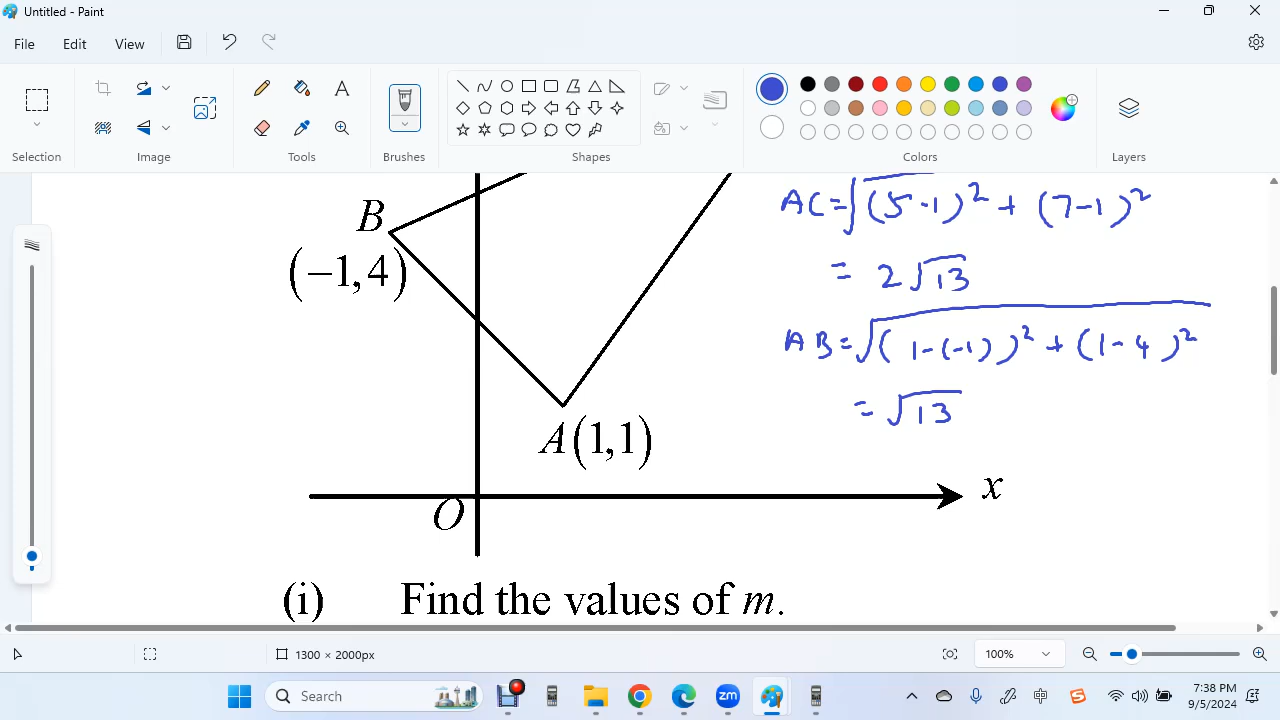 Untitled - Paint
File Edit View
Selection Image Tools Brushes Shapes Colors Layers
AC=√(5-1)²+(7-1)²
B
(−1,4)
= 2√13
AB=√(1-(-1))²+(1-4)²
= √13
A(1,1)
x
O
(i) Find the values of m.
1300 × 2000px
100%
Search
zm
中
S
7:38 PM
9/5/2024